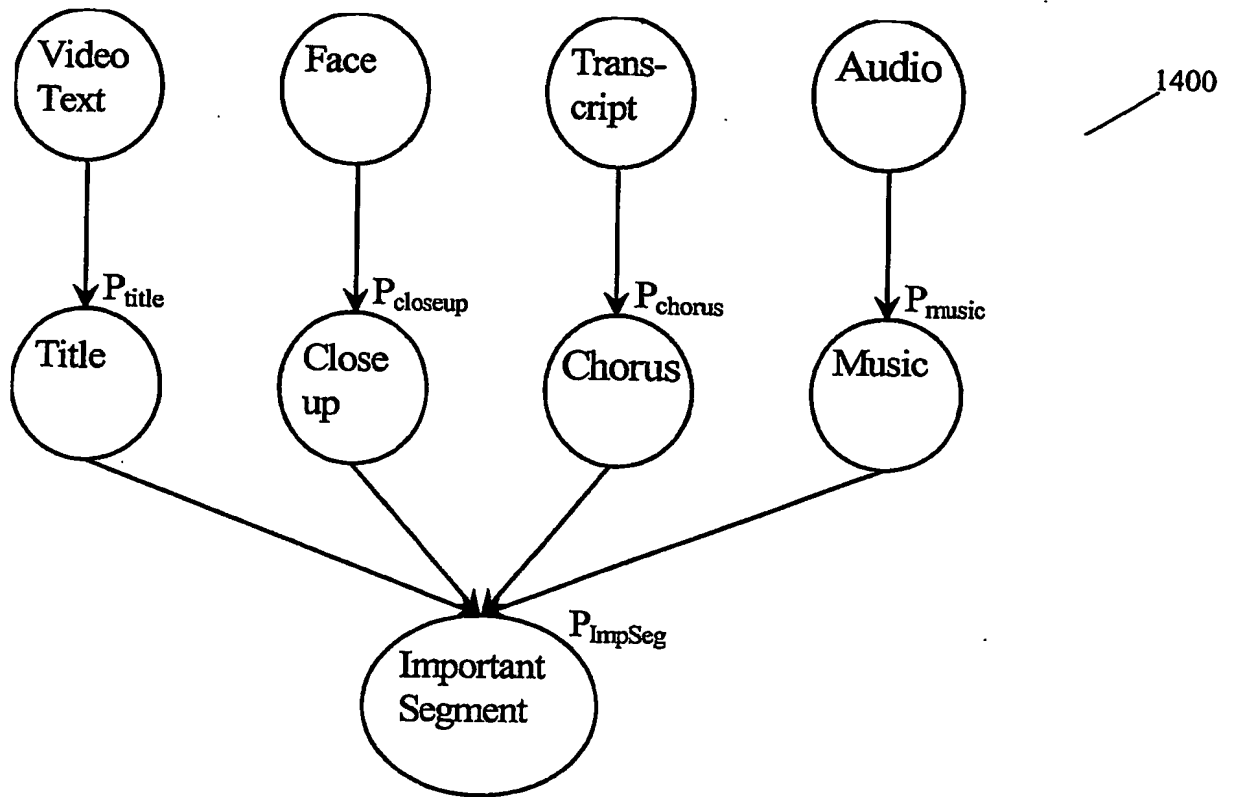 Video
Text
Face
Trans-
cript
Audio
1400
P_title
P_closeup
P_chorus
P_music
Title
Close
up
Chorus
Music
P_ImpSeg
Important
Segment